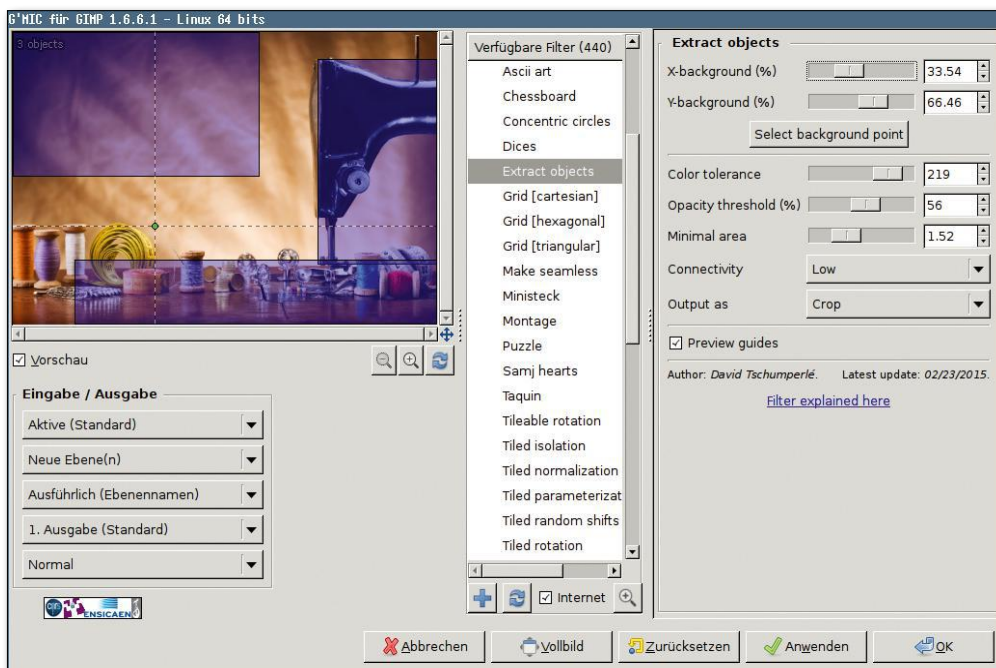 G'MIC für GIMP 1.6.6.1 - Linux 64 bits
3 objects
Vorschau
Eingabe / Ausgabe
Aktive (Standard)
Neue Ebene(n)
Ausführlich (Ebenennamen)
1. Ausgabe (Standard)
Normal
cnrs
ENSICAEN
Verfügbare Filter (440)
Ascii art
Chessboard
Concentric circles
Dices
Extract objects
Grid [cartesian]
Grid [hexagonal]
Grid [triangular]
Make seamless
Ministeck
Montage
Puzzle
Samj hearts
Taquin
Tileable rotation
Tiled isolation
Tiled normalization
Tiled parameterizat
Tiled random shifts
Tiled rotation
Internet
Extract objects
X-background (%) 33.54
Y-background (%) 66.46
Select background point
Color tolerance 219
Opacity threshold (%) 56
Minimal area 1.52
Connectivity Low
Output as Crop
Preview guides
Author: David Tschumperlé. Latest update: 02/23/2015.
Filter explained here
Abbrechen Vollbild Zurücksetzen Anwenden OK